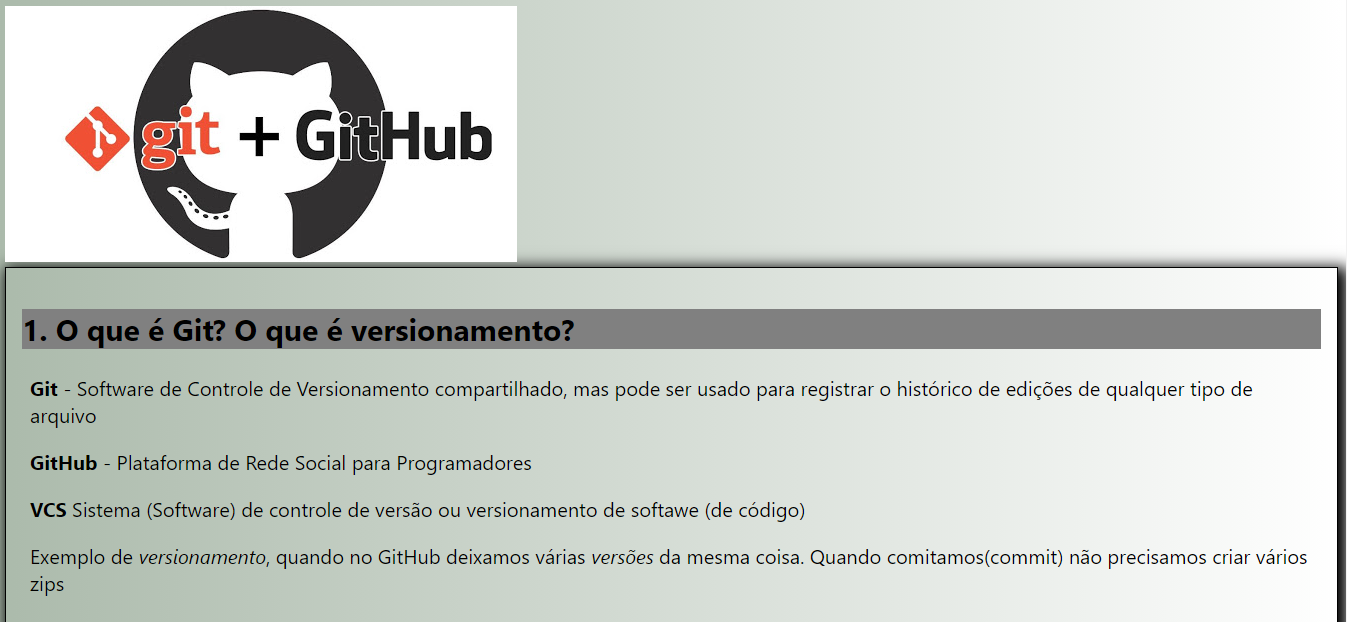 git + GitHub
1. O que é Git? O que é versionamento?
Git - Software de Controle de Versionamento compartilhado, mas pode ser usado para registrar o histórico de edições de qualquer tipo de
arquivo
GitHub - Plataforma de Rede Social para Programadores
VCS Sistema (Software) de controle de versão ou versionamento de softawe (de código)
Exemplo de versionamento, quando no GitHub deixamos várias versões da mesma coisa. Quando comitamos(commit) não precisamos criar vários
zips